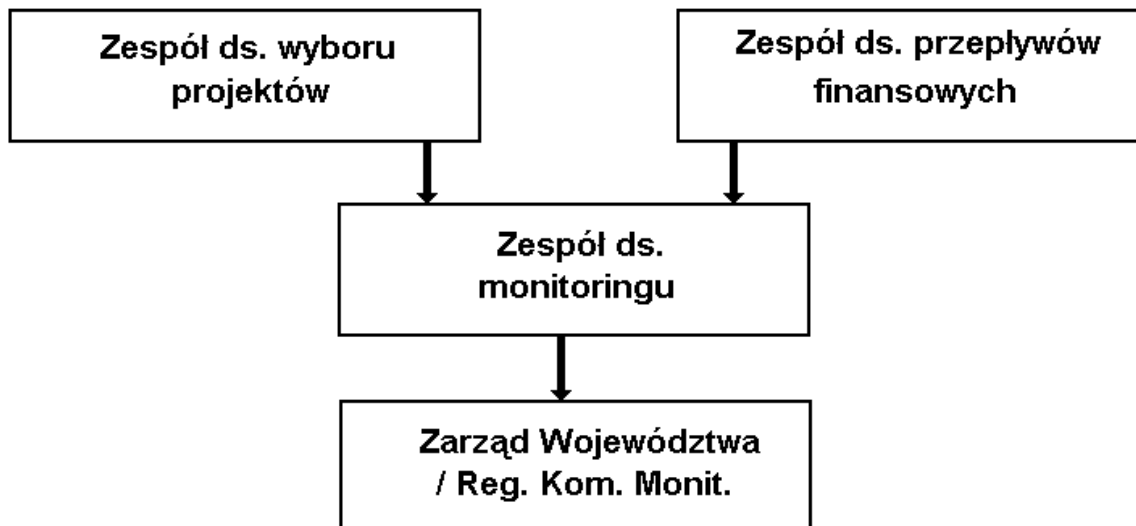 Zespół ds. wyboru
projektów
Zespół ds. przepływów
finansowych
Zespół ds.
monitoringu
Zarząd Województwa
/ Reg. Kom. Monit.